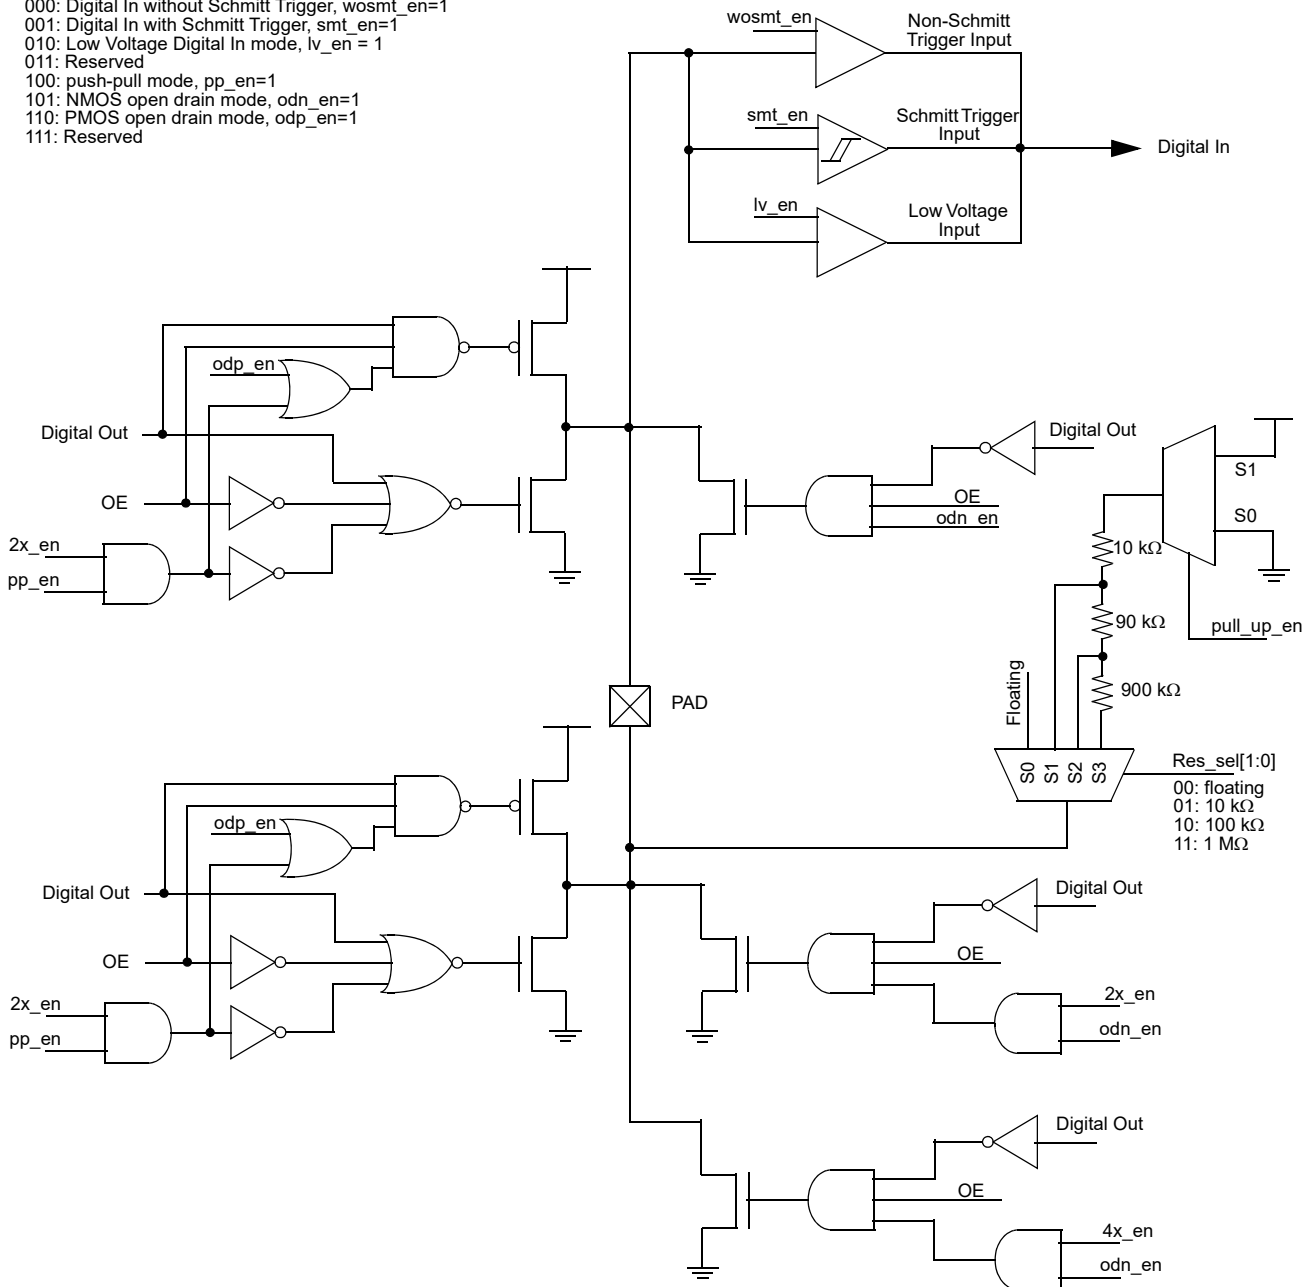 000: Digital In without Schmitt Trigger, wosmt_en=1
001: Digital In with Schmitt Trigger, smt_en=1
010: Low Voltage Digital In mode, lv_en = 1
011: Reserved
100: push-pull mode, pp_en=1
101: NMOS open drain mode, odn_en=1
110: PMOS open drain mode, odp_en=1
111: Reserved
wosmt_en
Non-Schmitt
Trigger Input
smt_en
Schmitt Trigger
Input
Digital In
lv_en
Low Voltage
Input
odp_en
Digital Out
OE
2x_en
pp_en
Digital Out
OE
odn_en
S1
S0
10 kΩ
90 kΩ
pull_up_en
900 kΩ
Floating
PAD
S0
S1
S2
S3
Res_sel[1:0]
00: floating
01: 10 kΩ
10: 100 kΩ
11: 1 MΩ
odp_en
Digital Out
OE
2x_en
pp_en
Digital Out
OE
2x_en
odn_en
Digital Out
OE
4x_en
odn_en